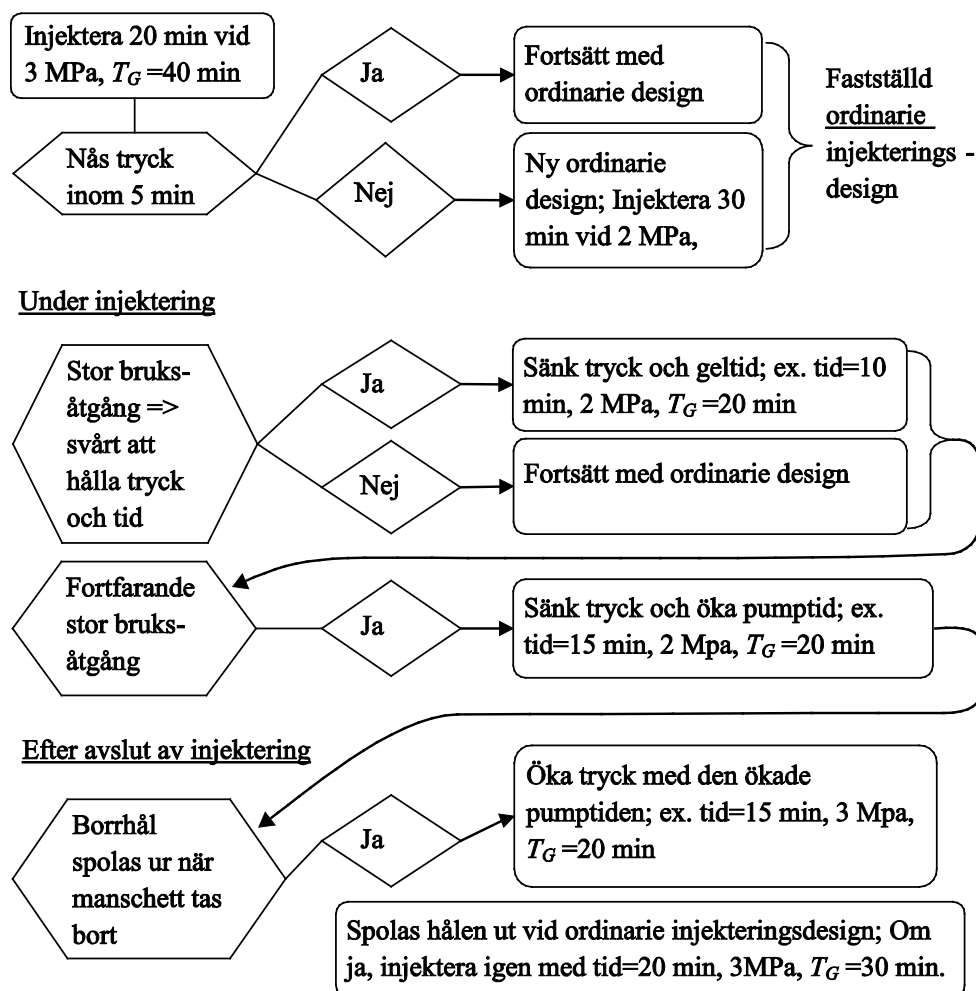 Injektera 20 min vid
3 MPa, T_G =40 min
Nås tryck
inom 5 min
Ja
Fortsätt med
ordinarie design
Nej
Ny ordinarie
design; Injektera 30
min vid 2 MPa,
Fastställd
ordinarie
injekterings -
design
Under injektering
Stor bruks-
åtgång =>
svårt att
hålla tryck
och tid
Ja
Sänk tryck och geltid; ex. tid=10
min, 2 MPa, T_G =20 min
Nej
Fortsätt med ordinarie design
Fortfarande
stor bruks-
åtgång
Ja
Sänk tryck och öka pumptid; ex.
tid=15 min, 2 Mpa, T_G =20 min
Efter avslut av injektering
Borrhål
spolas ur när
manschett tas
bort
Ja
Öka tryck med den ökade
pumptiden; ex. tid=15 min, 3 Mpa,
T_G =20 min
Spolas hålen ut vid ordinarie injekteringsdesign; Om
ja, injektera igen med tid=20 min, 3MPa, T_G =30 min.